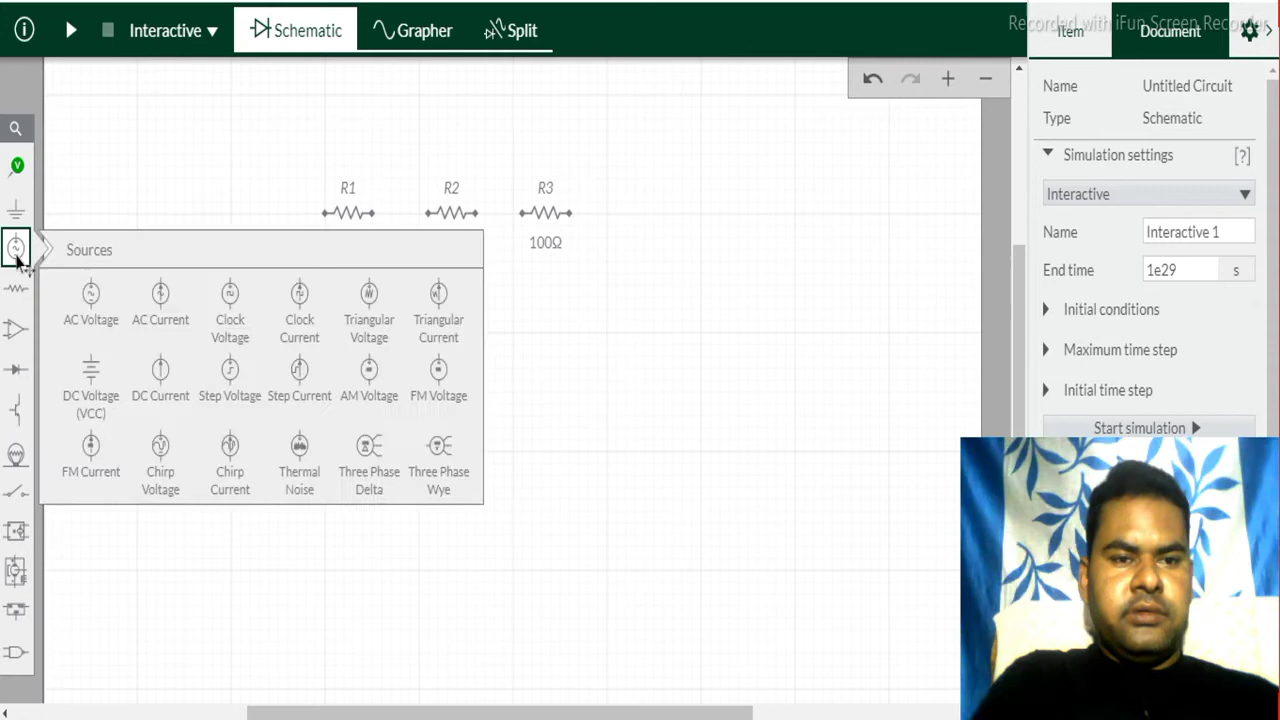 Recorded with iFun Screen Recorder
Interactive
Schematic
Grapher
Split
Item
Document
Name
Untitled Circuit
Type
Schematic
Simulation settings
[?]
Interactive
Name
Interactive 1
End time
1e29
s
Initial conditions
Maximum time step
Initial time step
Start simulation
V
R1
R2
R3
100Ω
Sources
AC Voltage
AC Current
Clock
Voltage
Clock
Current
Triangular
Voltage
Triangular
Current
DC Voltage
(VCC)
DC Current
Step Voltage
Step Current
AM Voltage
FM Voltage
FM Current
Chirp
Voltage
Chirp
Current
Thermal
Noise
Three Phase
Delta
Three Phase
Wye